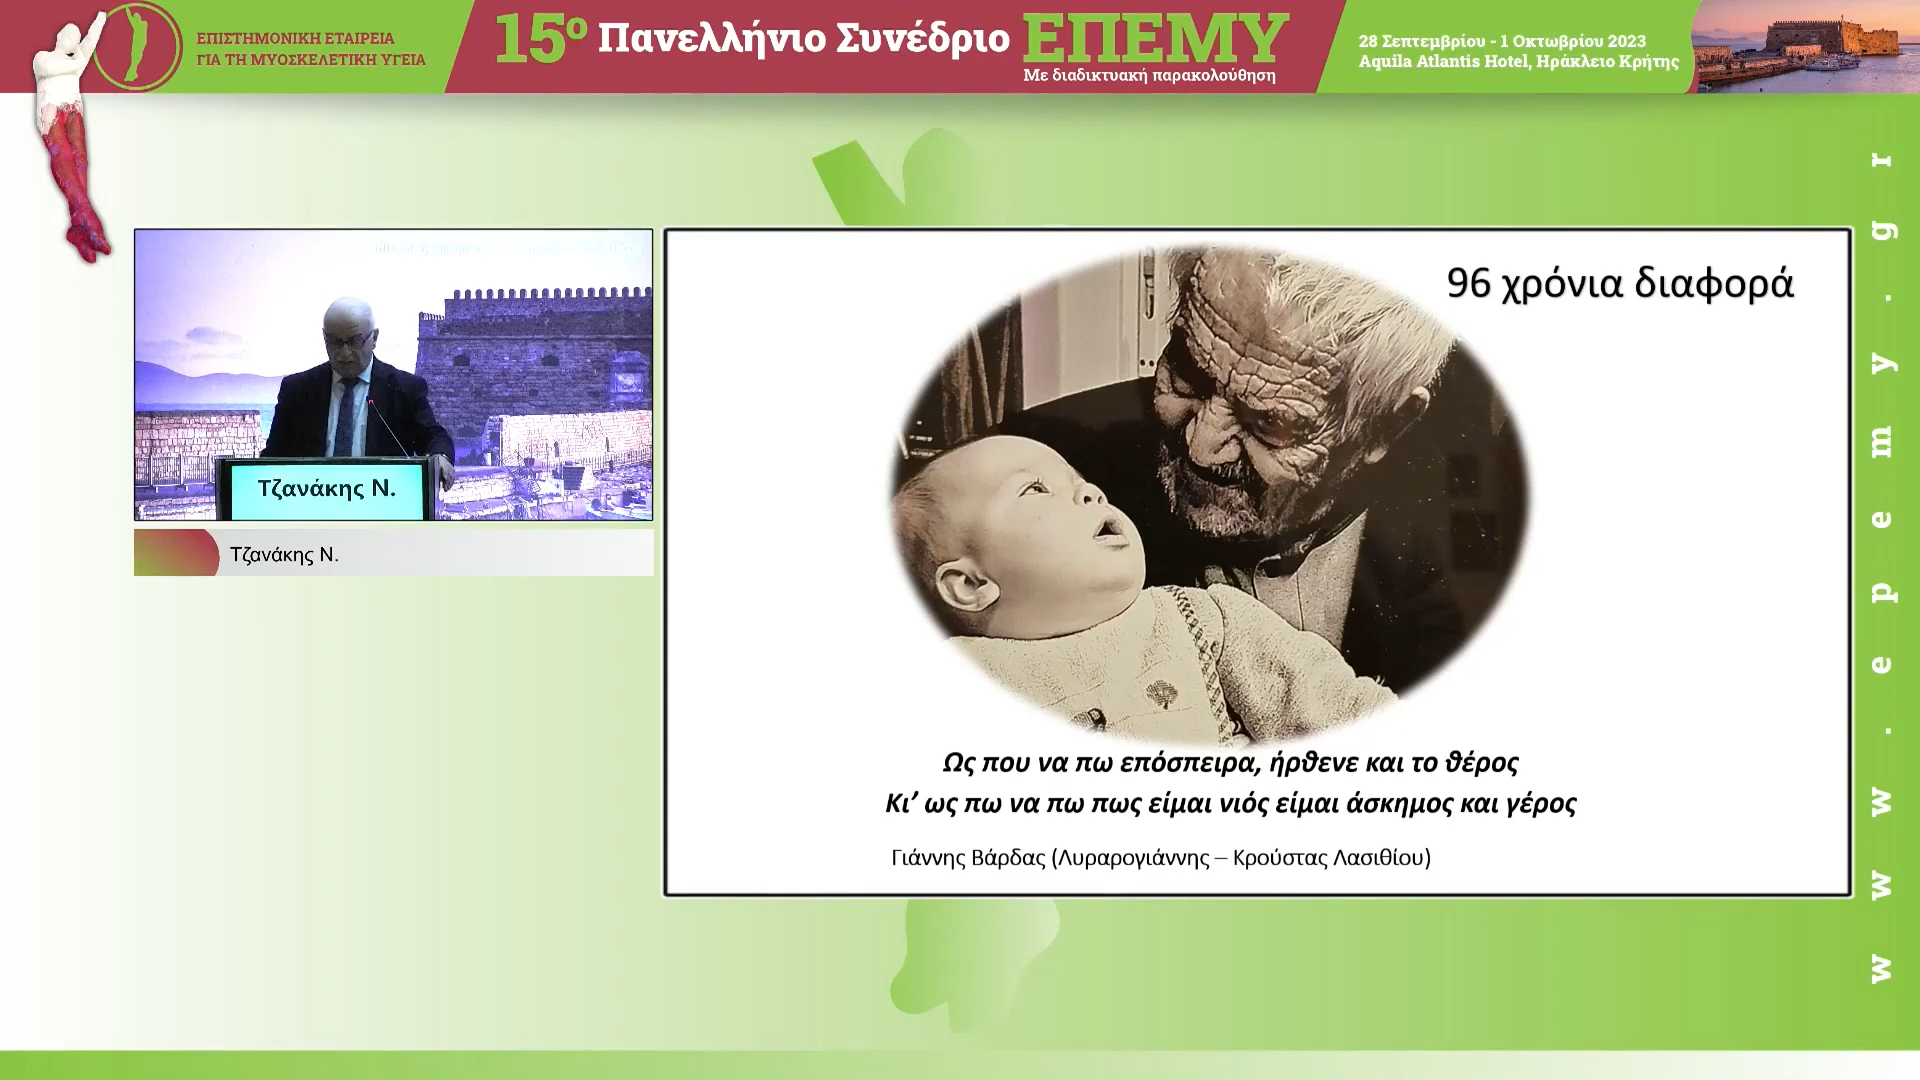 ΕΠΙΣΤΗΜΟΝΙΚΗ ΕΤΑΙΡΕΙΑ
ΓΙΑ ΤΗ ΜΥΟΣΚΕΛΕΤΙΚΗ ΥΓΕΙΑ
15ο Πανελλήνιο Συνέδριο ΕΠΕΜΥ
Με διαδικτυακή παρακολούθηση
28 Σεπτεμβρίου - 1 Οκτωβρίου 2023
Aquila Atlantis Hotel, Ηράκλειο Κρήτης
Τζανάκης Ν.
Τζανάκης Ν.
96 χρόνια διαφορά
Ως που να πω επόσπειρα, ήρθενε και το θέρος
Κι’ ως πω να πω πως είμαι νιός είμαι άσκημος και γέρος
Γιάννης Βάρδας (Λυραρογιάννης – Κρούστας Λασιθίου)
www.epemy.gr